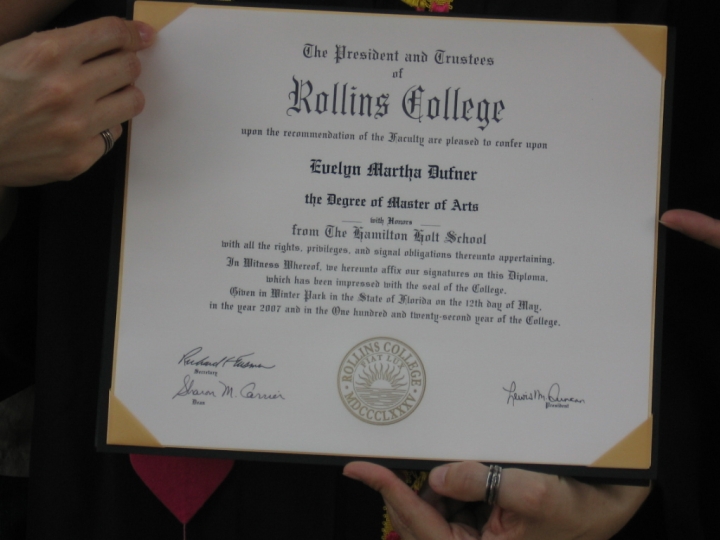 The President and Trustees
of
Rollins College
upon the recommendation of the Faculty are pleased to confer upon
Evelyn Martha Dufner
the Degree of Master of Arts
with Honors
from The Hamilton Holt School
with all the rights, privileges, and signal obligations thereunto appertaining.
In Witness Whereof, we hereunto affix our signatures on this Diploma,
which has been impressed with the seal of the College.
Given in Winter Park in the State of Florida on the 12th day of May,
in the year 2007 and in the One hundred and twenty-second year of the College.
Secretary
Sharon M. Carrier
Dean
ROLLINS COLLEGE
FIAT LUX
MDCCCLXXXV
Lewis M. Duncan
President